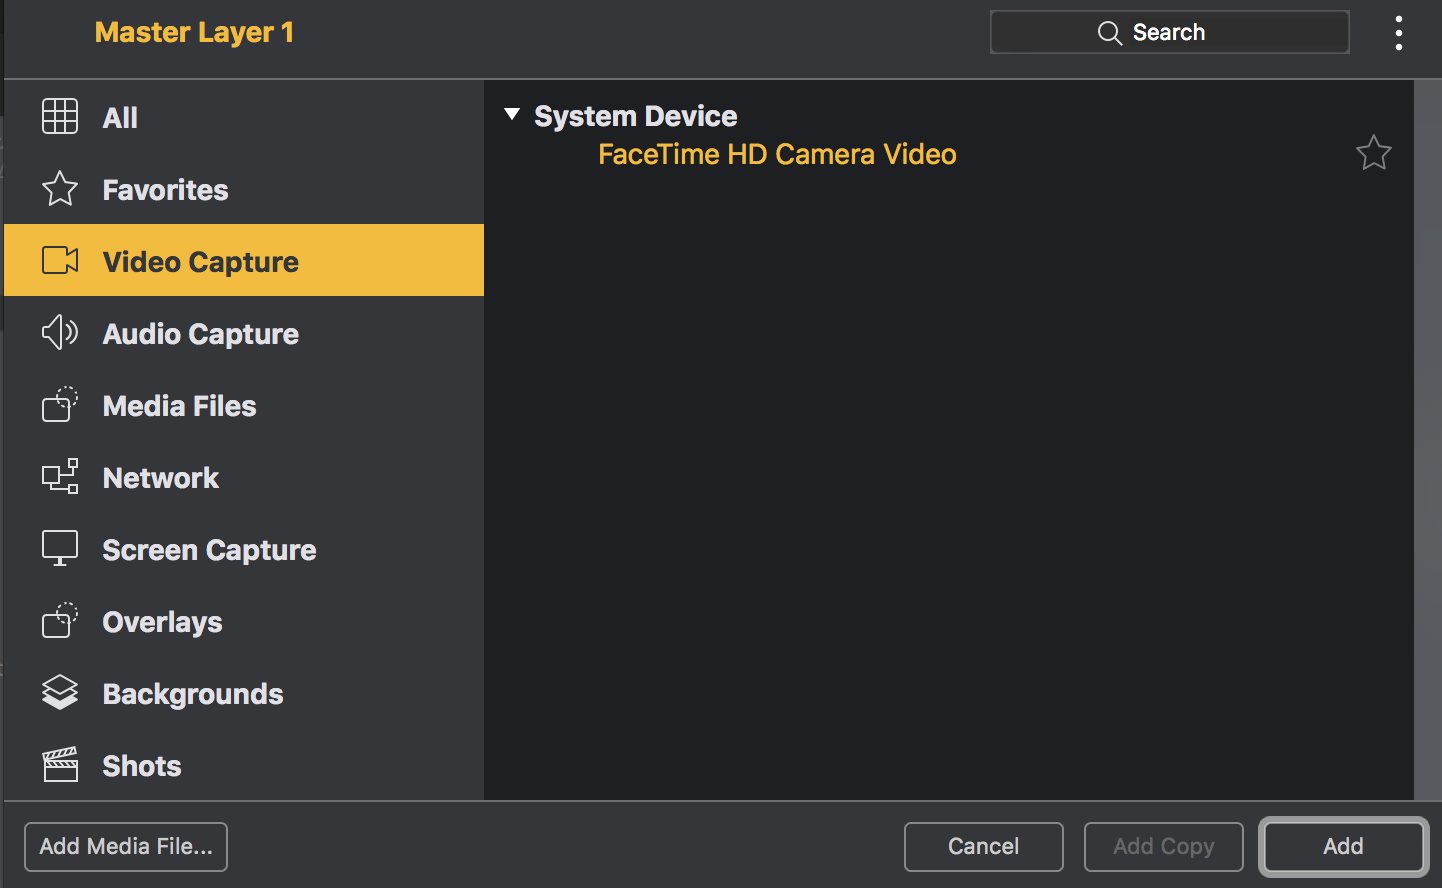 Master Layer 1
Search
All
Favorites
Video Capture
Audio Capture
Media Files
Network
Screen Capture
Overlays
Backgrounds
Shots
System Device
FaceTime HD Camera Video
Add Media File...
Cancel
Add Copy
Add